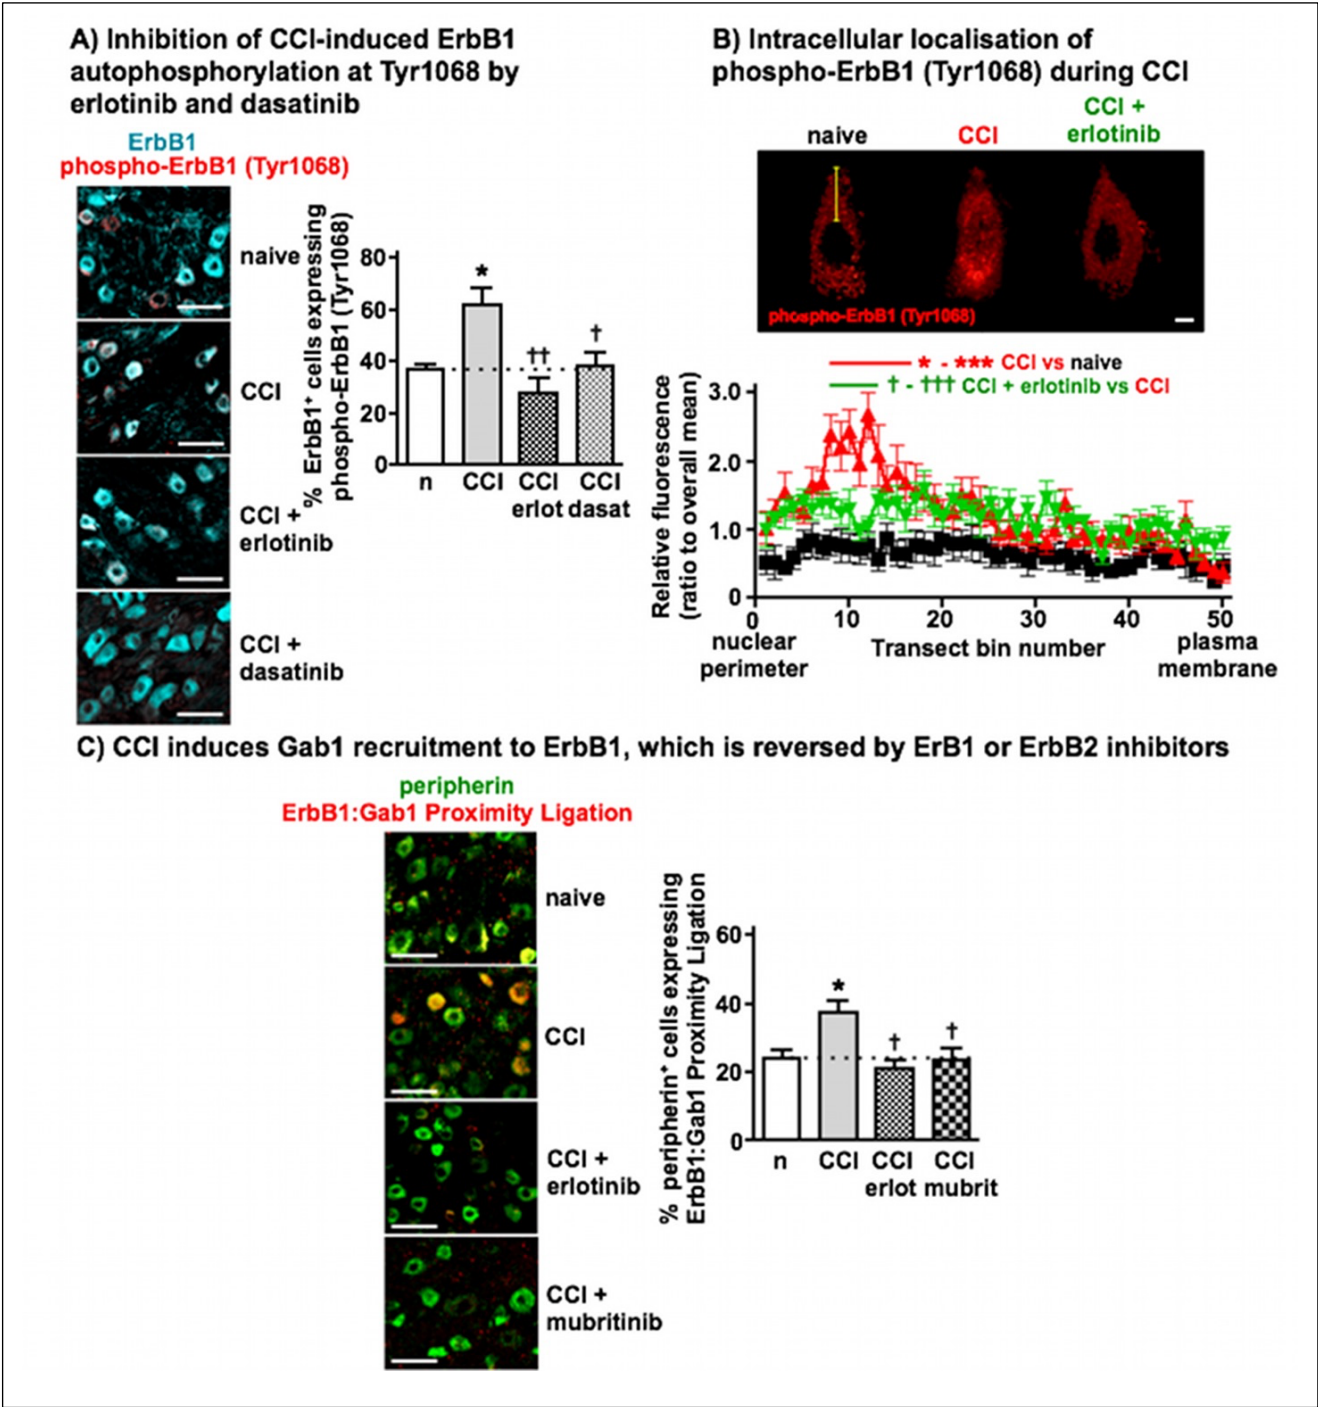 A) Inhibition of CCI-induced ErbB1
autophosphorylation at Tyr1068 by
erlotinib and dasatinib
ErbB1
phospho-ErbB1 (Tyr1068)
naive
CCI
CCI +
erlotinib
CCI +
dasatinib
% ErbB1+ cells expressing
phospho-ErbB1 (Tyr1068)
80
60
40
20
0
*
††
†
n CCI CCI CCI
erlot dasat
B) Intracellular localisation of
phospho-ErbB1 (Tyr1068) during CCI
naive CCI CCI +
erlotinib
phospho-ErbB1 (Tyr1068)
* - *** CCI vs naive
† - ††† CCI + erlotinib vs CCI
Relative fluorescence
(ratio to overall mean)
3.0
2.0
1.0
0
0 10 20 30 40 50
nuclear
perimeter
Transect bin number
plasma
membrane
C) CCI induces Gab1 recruitment to ErbB1, which is reversed by ErB1 or ErbB2 inhibitors
peripherin
ErbB1:Gab1 Proximity Ligation
naive
CCI
CCI +
erlotinib
CCI +
mubritinib
% peripherin+ cells expressing
ErbB1:Gab1 Proximity Ligation
60
40
20
0
*
†
†
n CCI CCI CCI
erlot mubrit